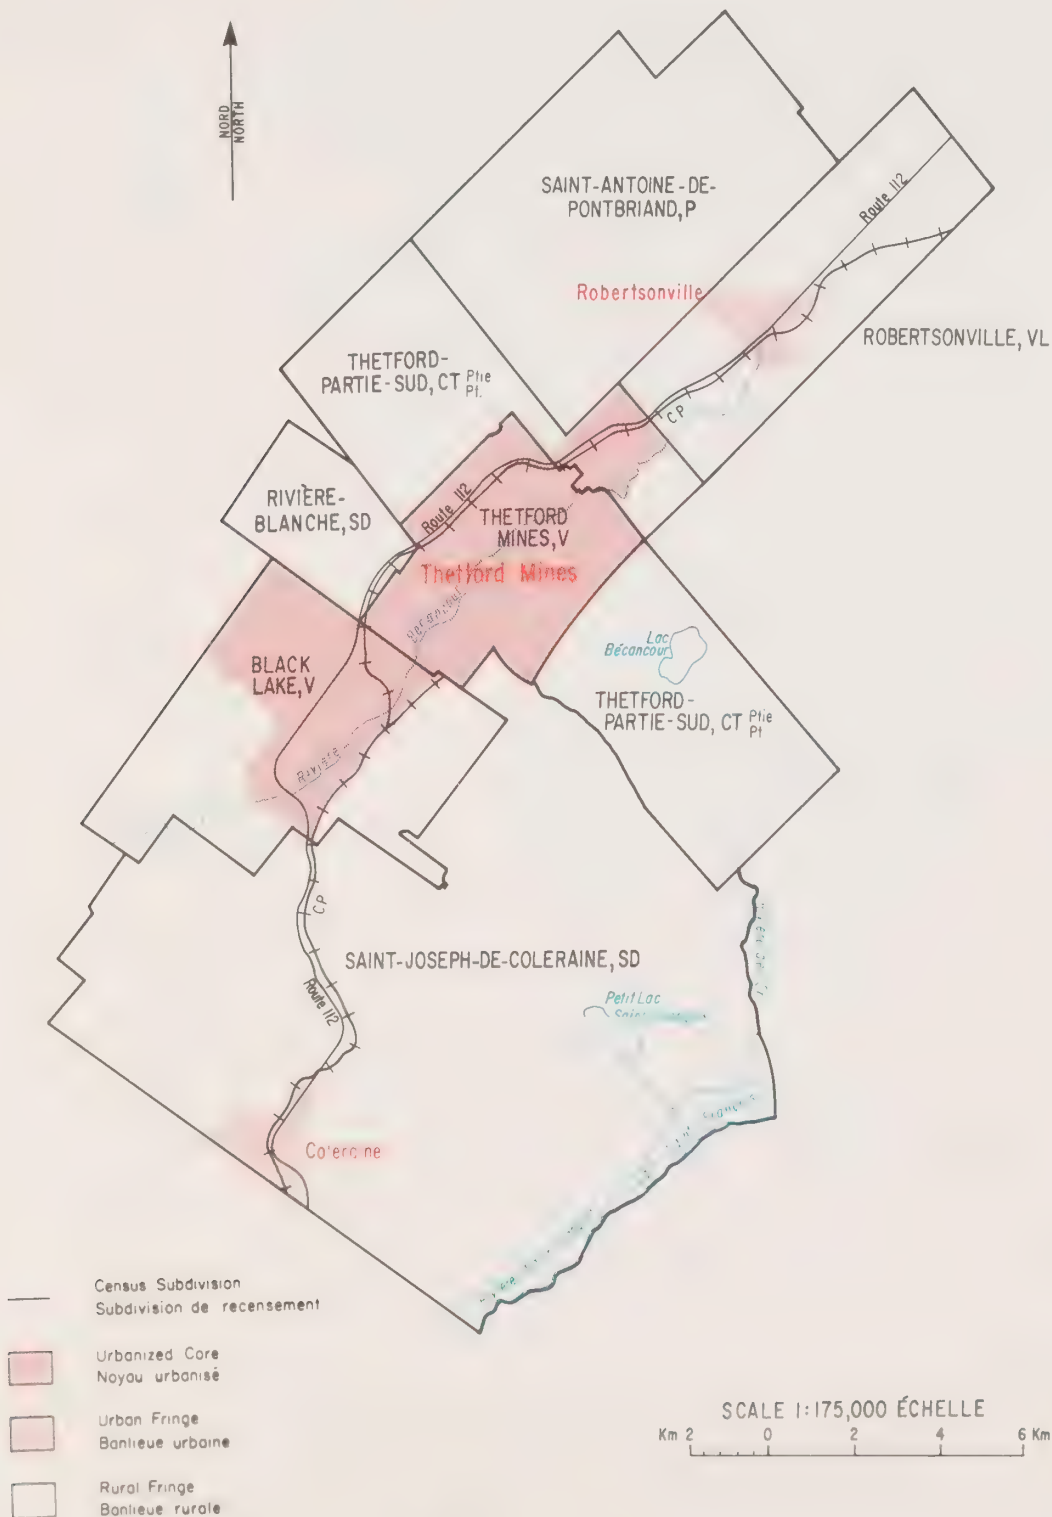 NORD
NORTH
SAINT-ANTOINE-DE-
PONTBRIAND, P
Route 112
Robertsonville
ROBERTSONVILLE, VL
THETFORD-
PARTIE-SUD, CT Ptie
Pt.
CP
RIVIÈRE-
BLANCHE, SD
Route 112
THETFORD
MINES, V
Thetford Mines
Bécancour
Lac
Bécancour
BLACK
LAKE, V
THETFORD-
PARTIE-SUD, CT Ptie
Pt
Rivière
CP
SAINT-JOSEPH-DE-COLERAINE, SD
Route 112
Petit Lac
Coleraine
Census Subdivision
Subdivision de recensement
Urbanized Core
Noyau urbanisé
Urban Fringe
Banlieue urbaine
Rural Fringe
Banlieue rurale
SCALE 1:175,000 ÉCHELLE
Km 2 0 2 4 6 Km